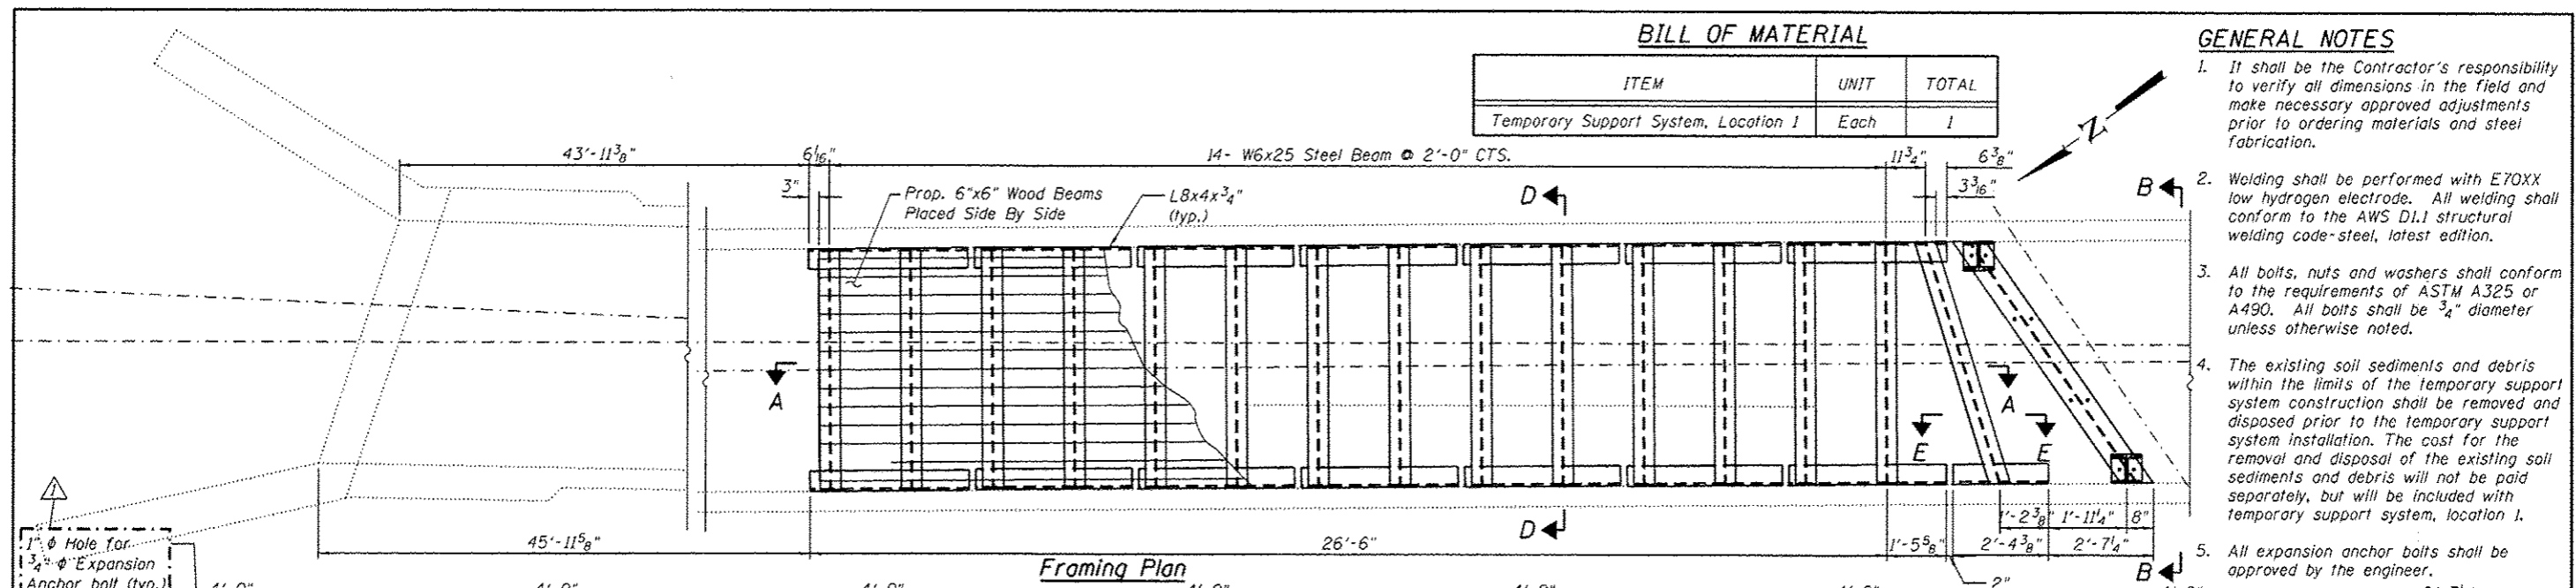 BILL OF MATERIAL
ITEM UNIT TOTAL
Temporary Support System, Location 1 Each 1
GENERAL NOTES
1. It shall be the Contractor's responsibility
to verify all dimensions in the field and
make necessary approved adjustments
prior to ordering materials and steel
fabrication.
2. Welding shall be performed with E70XX
low hydrogen electrode. All welding shall
conform to the AWS D1.1 structural
welding code-steel, latest edition.
3. All bolts, nuts and washers shall conform
to the requirements of ASTM A325 or
A490. All bolts shall be 3/4" diameter
unless otherwise noted.
4. The existing soil sediments and debris
within the limits of the temporary support
system construction shall be removed and
disposed prior to the temporary support
system installation. The cost for the
removal and disposal of the existing soil
sediments and debris will not be paid
separately, but will be included with
temporary support system, location 1.
5. All expansion anchor bolts shall be
approved by the engineer.
N
43'-11 3/8"
6 1/16"
14- W6x25 Steel Beam @ 2'-0" CTS.
11 3/4"
6 3/8"
3"
3 3/16"
Prop. 6"x6" Wood Beams
Placed Side By Side
L8x4x3/4"
(typ.)
D
B
A
A
E
E
1'-2 3/8"
1'-11 1/4"
8"
D
45'-11 5/8"
26'-6"
1'-5 5/8"
2'-4 3/8"
2'-7 1/4"
2"
B
Framing Plan
1
1" ϕ Hole for
3/4" ϕ Expansion
Anchor bolt (typ.)